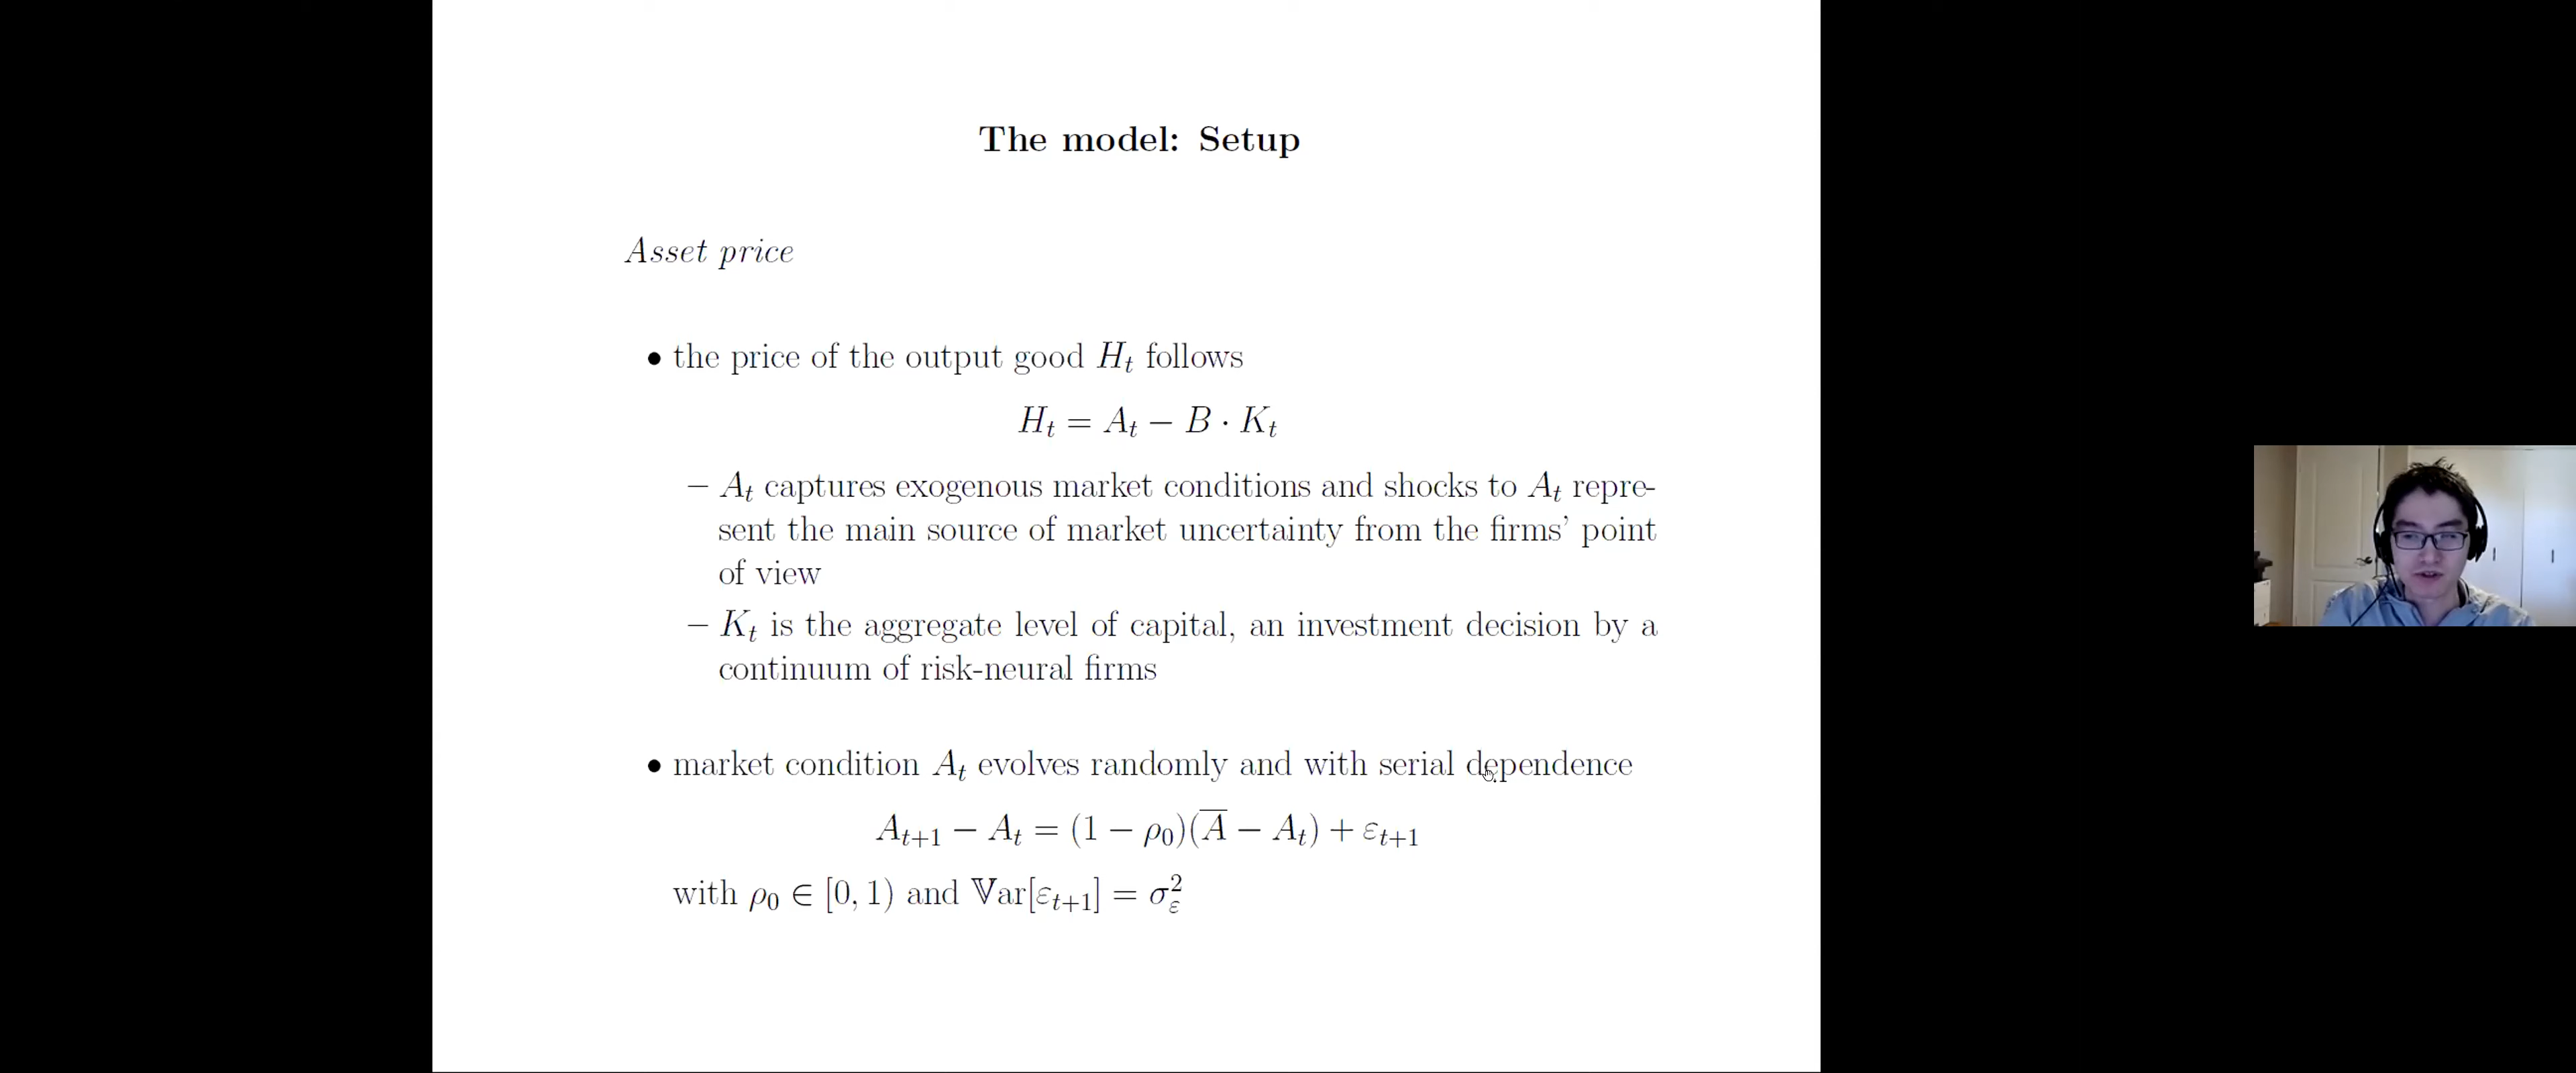 The model: Setup
Asset price
• the price of the output good H_t follows
H_t = A_t − B · K_t
– A_t captures exogenous market conditions and shocks to A_t repre-
sent the main source of market uncertainty from the firms’ point
of view
– K_t is the aggregate level of capital, an investment decision by a
continuum of risk-neural firms
• market condition A_t evolves randomly and with serial dependence
A_{t+1} − A_t = (1 − ρ_0)(A̅ − A_t) + ε_{t+1}
with ρ_0 ∈ [0, 1) and 𝕍ar[ε_{t+1}] = σ_ε^2